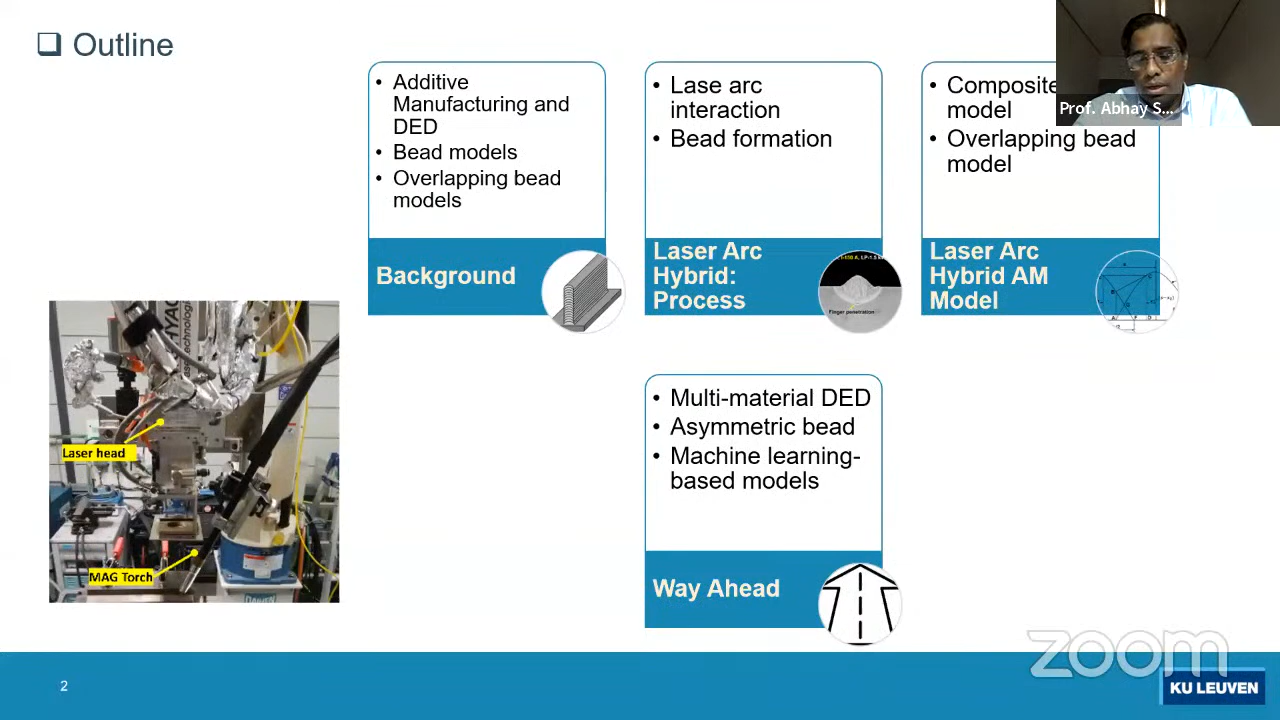 Outline
• Additive
Manufacturing and
DED
• Bead models
• Overlapping bead
models
Background
• Lase arc
interaction
• Bead formation
Laser Arc
Hybrid:
Process
Finger penetration
• Composite
model
• Overlapping bead
model
Laser Arc
Hybrid AM
Model
Prof. Abhay S...
Laser head
MAG Torch
• Multi-material DED
• Asymmetric bead
• Machine learning-
based models
Way Ahead
zoom
2
KU LEUVEN